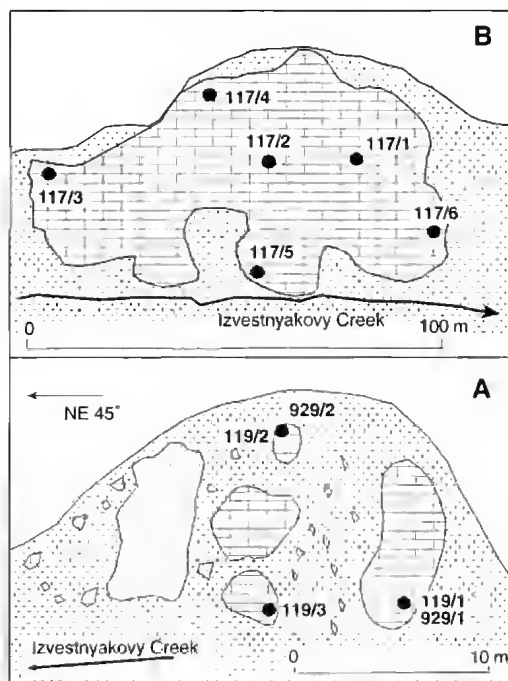 B
117/4
117/2
117/1
117/3
117/6
117/5
Izvestnyakovy Creek
0
100 m
A
NE 45°
929/2
119/2
119/3
119/1
929/1
Izvestnyakovy Creek
0
10 m